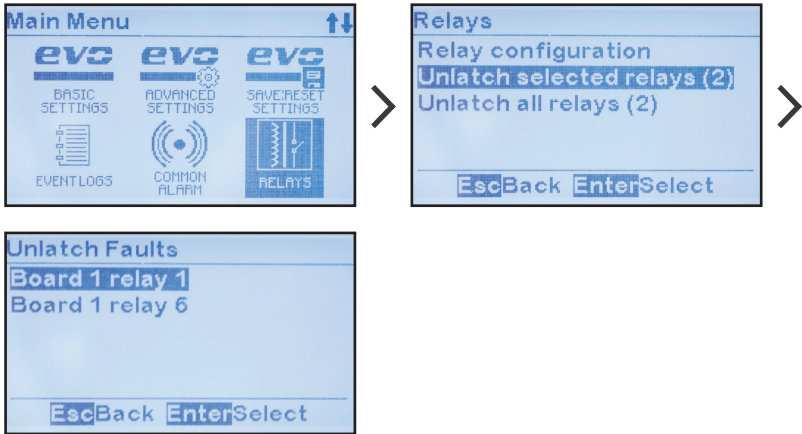 Main Menu
evo evo evo
BASIC SETTINGS
ADVANCED SETTINGS
SAVE:RESET SETTINGS
EVENT LOGS
COMMON ALARM
RELAYS
Relays
Relay configuration
Unlatch selected relays (2)
Unlatch all relays (2)
EscBack EnterSelect
Unlatch Faults
Board 1 relay 1
Board 1 relay 6
EscBack EnterSelect